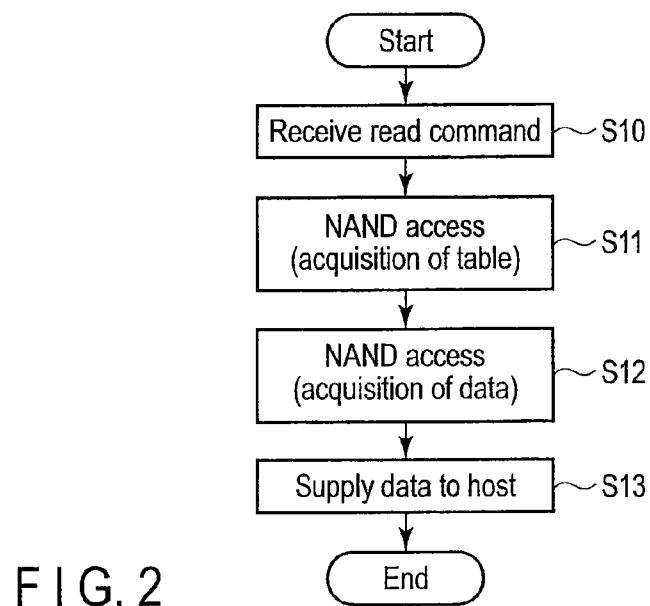 Start
Receive read command
S10
NAND access
(acquisition of table)
S11
NAND access
(acquisition of data)
S12
Supply data to host
S13
End
FIG. 2